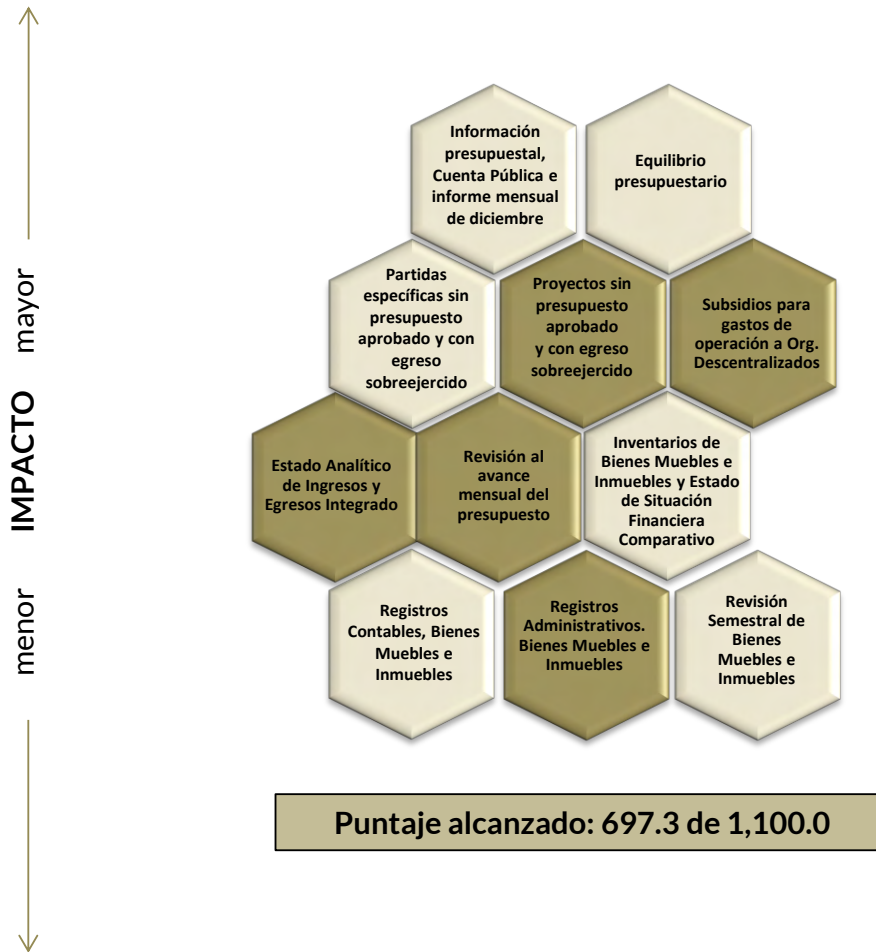 mayor
IMPACTO
menor
Información
presupuestal,
Cuenta Pública e
informe mensual
de diciembre
Equilibrio
presupuestario
Partidas
específicas sin
presupuesto
aprobado y con
egreso
sobreejercido
Proyectos sin
presupuesto
aprobado
y con egreso
sobreejercido
Subsidios para
gastos de
operación a Org.
Descentralizados
Estado Analítico
de Ingresos y
Egresos Integrado
Revisión al
avance
mensual del
presupuesto
Inventarios de
Bienes Muebles e
Inmuebles y Estado
de Situación
Financiera
Comparativo
Registros
Contables, Bienes
Muebles e
Inmuebles
Registros
Administrativos.
Bienes Muebles e
Inmuebles
Revisión
Semestral de
Bienes
Muebles e
Inmuebles
Puntaje alcanzado: 697.3 de 1,100.0